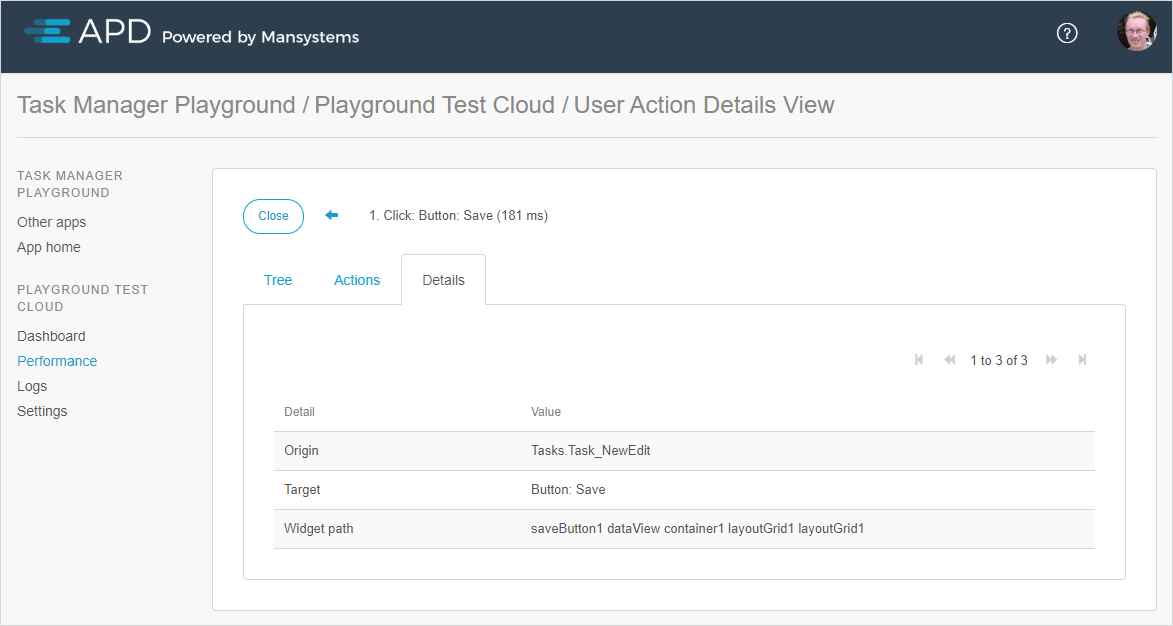 APD Powered by Mansystems
?
Task Manager Playground / Playground Test Cloud / User Action Details View
TASK MANAGER
PLAYGROUND
Other apps
App home
PLAYGROUND TEST
CLOUD
Dashboard
Performance
Logs
Settings
Close
1. Click: Button: Save (181 ms)
Tree Actions Details
1 to 3 of 3
Detail Value
Origin Tasks.Task_NewEdit
Target Button: Save
Widget path saveButton1 dataView container1 layoutGrid1 layoutGrid1